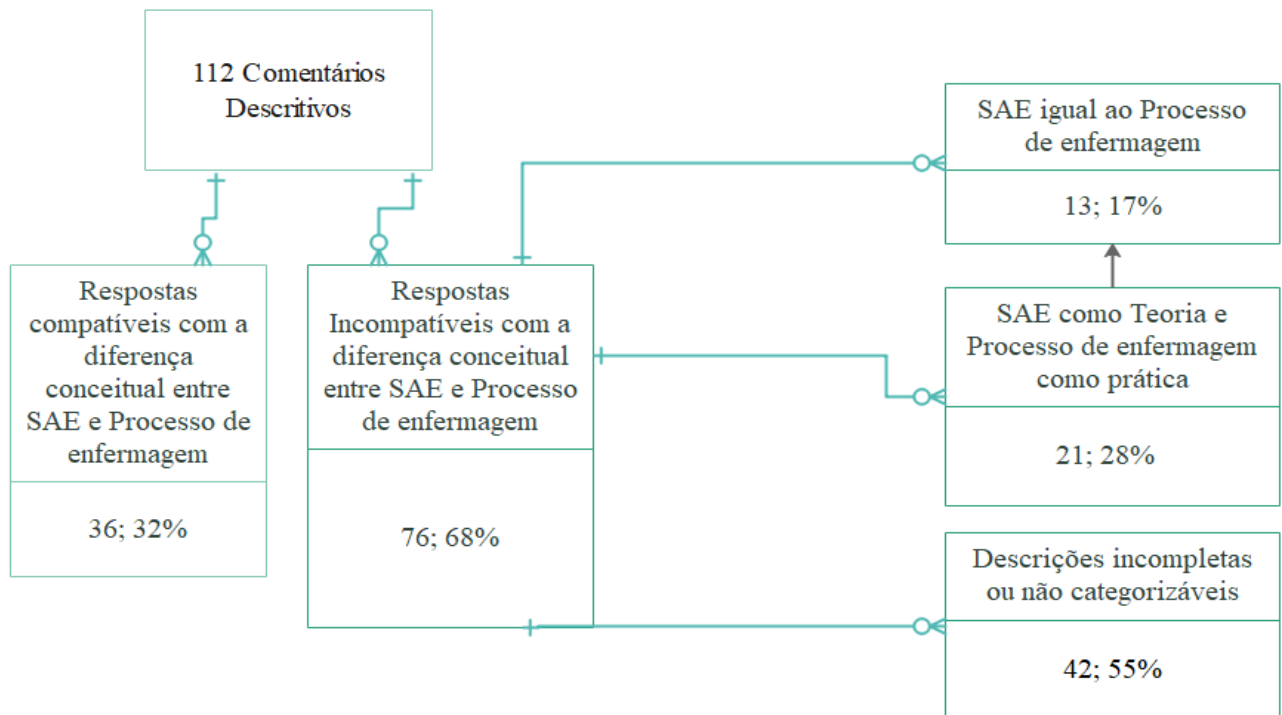 112 Comentários
Descritivos
Respostas
compatíveis com a
diferença
conceitual entre
SAE e Processo de
enfermagem
36; 32%
Respostas
Incompatíveis com a
diferença conceitual
entre SAE e Processo
de enfermagem
76; 68%
SAE igual ao Processo
de enfermagem
13; 17%
SAE como Teoria e
Processo de enfermagem
como prática
21; 28%
Descrições incompletas
ou não categorizáveis
42; 55%